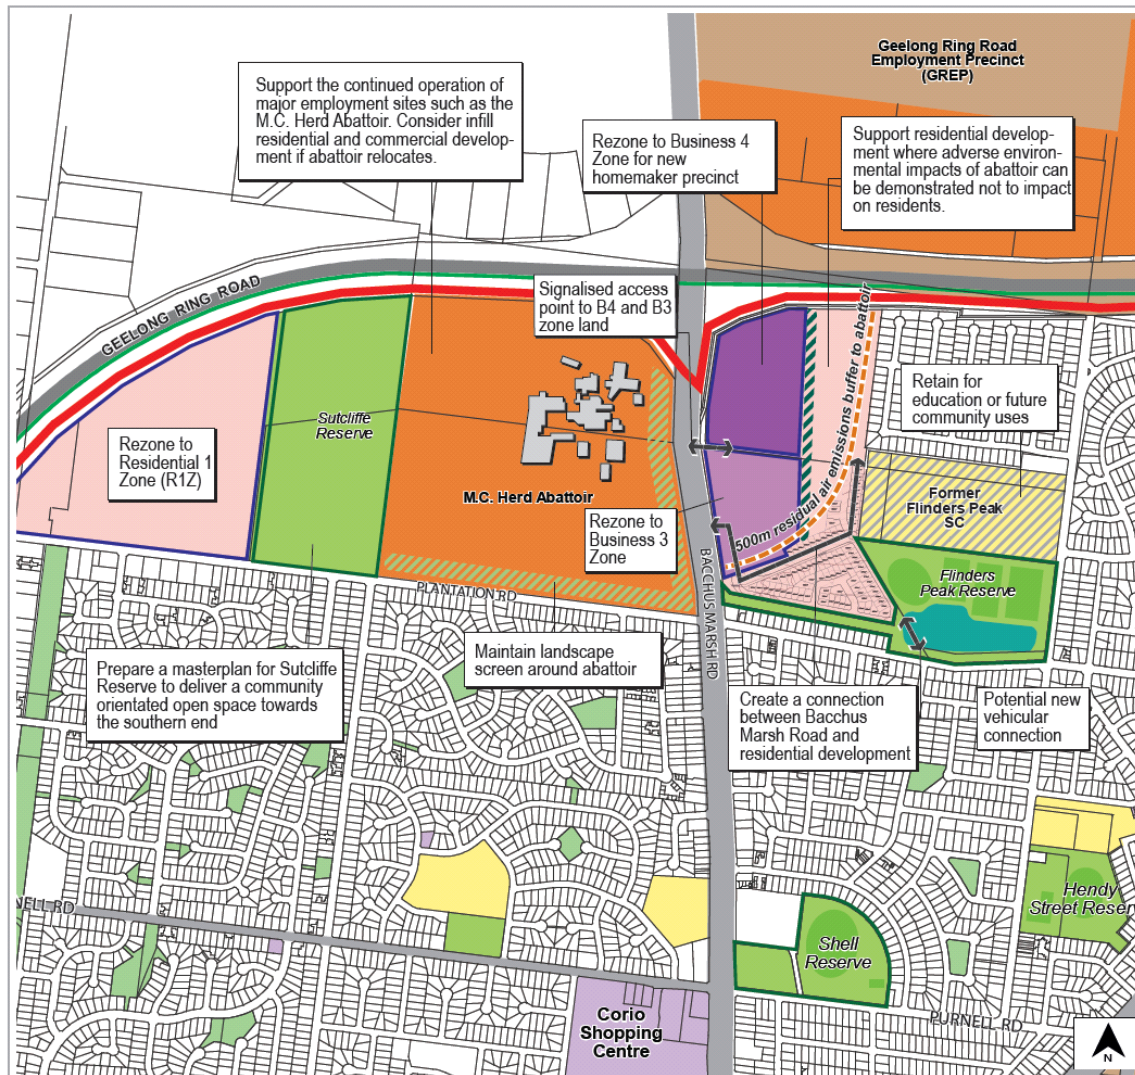 Geelong Ring Road
Employment Precinct
(GREP)
Support the continued operation of
major employment sites such as the
M.C. Herd Abattoir. Consider infill
residential and commercial develop-
ment if abattoir relocates.
Rezone to Business 4
Zone for new
homemaker precinct
Support residential develop-
ment where adverse environ-
mental impacts of abattoir can
be demonstrated not to impact
on residents.
GEELONG RING ROAD
Signalised access
point to B4 and B3
zone land
500m residual air emissions buffer to abattoir
Retain for
education or future
community uses
Sutcliffe
Reserve
Rezone to
Residential 1
Zone (R1Z)
M.C. Herd Abattoir
Former
Flinders Peak
SC
Rezone to
Business 3
Zone
BACCHUS MARSH RD
PLANTATION RD
Flinders
Peak Reserve
Prepare a masterplan for Sutcliffe
Reserve to deliver a community
orientated open space towards
the southern end
Maintain landscape
screen around abattoir
Create a connection
between Bacchus
Marsh Road and
residential development
Potential new
vehicular
connection
Hendy
Street Reser
NELL RD
Shell
Reserve
Corio
Shopping
Centre
PURNELL RD
N